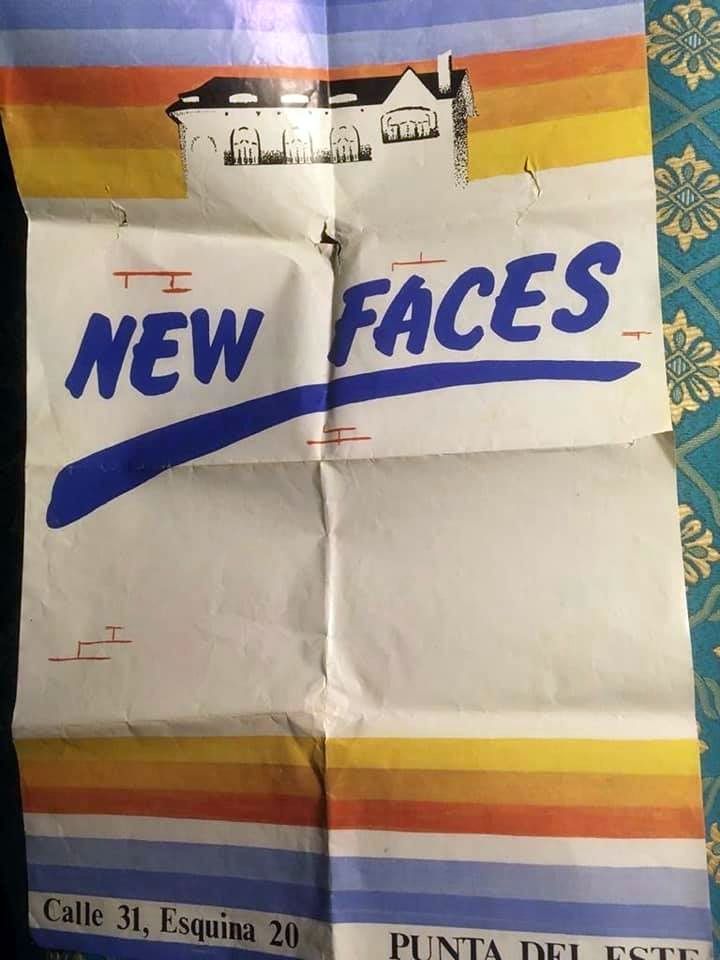 NEW FACES
Calle 31, Esquina 20
PUNTA DEL ESTE